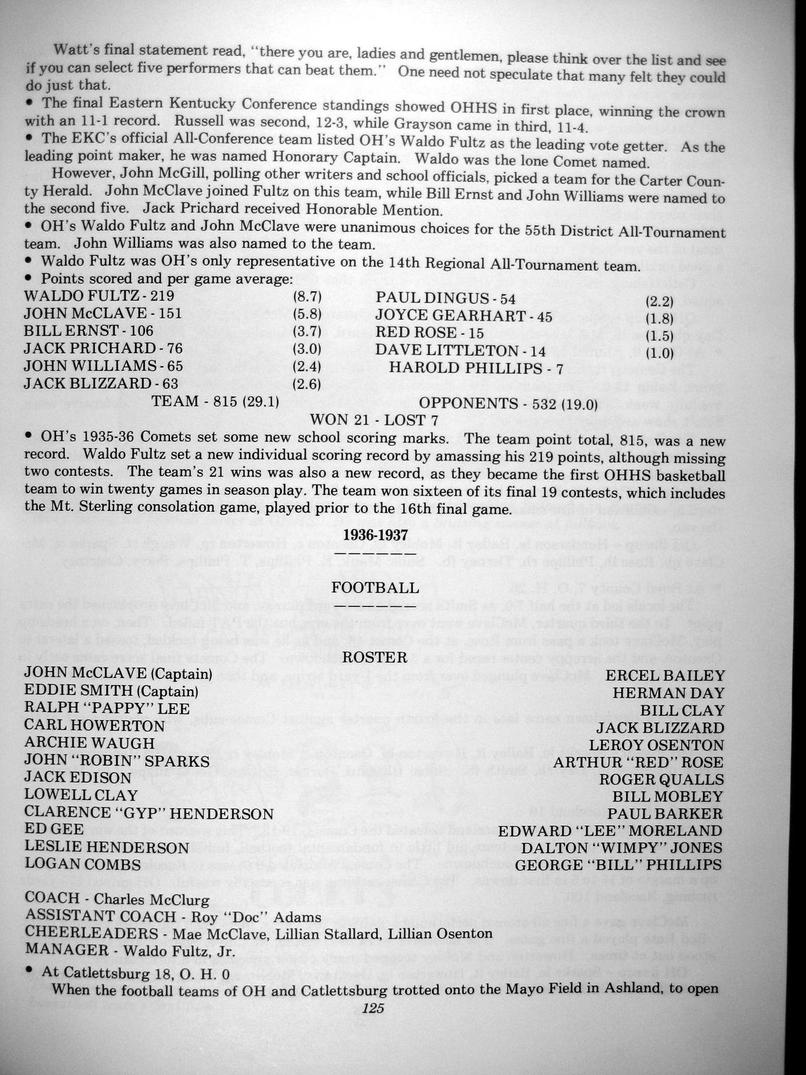 Watt's final statement read, "there you are, ladies and gentlemen, please think over the list and see
if you can select five performers that can beat them." One need not speculate that many felt they could
do just that.
• The final Eastern Kentucky Conference standings showed OHHS in first place, winning the crown
with an 11-1 record. Russell was second, 12-3, while Grayson came in third, 11-4.
• The EKC's official All-Conference team listed OH's Waldo Fultz as the leading vote getter. As the
leading point maker, he was named Honorary Captain. Waldo was the lone Comet named.
However, John McGill, polling other writers and school officials, picked a team for the Carter Coun-
ty Herald. John McClave joined Fultz on this team, while Bill Ernst and John Williams were named to
the second five. Jack Prichard received Honorable Mention.
• OH's Waldo Fultz and John McClave were unanimous choices for the 55th District All-Tournament
team. John Williams was also named to the team.
• Waldo Fultz was OH's only representative on the 14th Regional All-Tournament team.
• Points scored and per game average:
WALDO FULTZ - 219 (8.7) PAUL DINGUS - 54 (2.2)
JOHN McCLAVE - 151 (5.8) JOYCE GEARHART - 45 (1.8)
BILL ERNST - 106 (3.7) RED ROSE - 15 (1.5)
JACK PRICHARD - 76 (3.0) DAVE LITTLETON - 14 (1.0)
JOHN WILLIAMS - 65 (2.4) HAROLD PHILLIPS - 7
JACK BLIZZARD - 63 (2.6)
TEAM - 815 (29.1) OPPONENTS - 532 (19.0)
WON 21 - LOST 7
• OH's 1935-36 Comets set some new school scoring marks. The team point total, 815, was a new
record. Waldo Fultz set a new individual scoring record by amassing his 219 points, although missing
two contests. The team's 21 wins was also a new record, as they became the first OHHS basketball
team to win twenty games in season play. The team won sixteen of its final 19 contests, which includes
the Mt. Sterling consolation game, played prior to the 16th final game.
1936-1937
FOOTBALL
ROSTER
JOHN McCLAVE (Captain) ERCEL BAILEY
EDDIE SMITH (Captain) HERMAN DAY
RALPH "PAPPY" LEE BILL CLAY
CARL HOWERTON JACK BLIZZARD
ARCHIE WAUGH LEROY OSENTON
JOHN "ROBIN" SPARKS ARTHUR "RED" ROSE
JACK EDISON ROGER QUALLS
LOWELL CLAY BILL MOBLEY
CLARENCE "GYP" HENDERSON PAUL BARKER
ED GEE EDWARD "LEE" MORELAND
LESLIE HENDERSON DALTON "WIMPY" JONES
LOGAN COMBS GEORGE "BILL" PHILLIPS
COACH - Charles McClurg
ASSISTANT COACH - Roy "Doc" Adams
CHEERLEADERS - Mae McClave, Lillian Stallard, Lillian Osenton
MANAGER - Waldo Fultz, Jr.
• At Catlettsburg 18, O. H. 0
When the football teams of OH and Catlettsburg trotted onto the Mayo Field in Ashland, to open
125